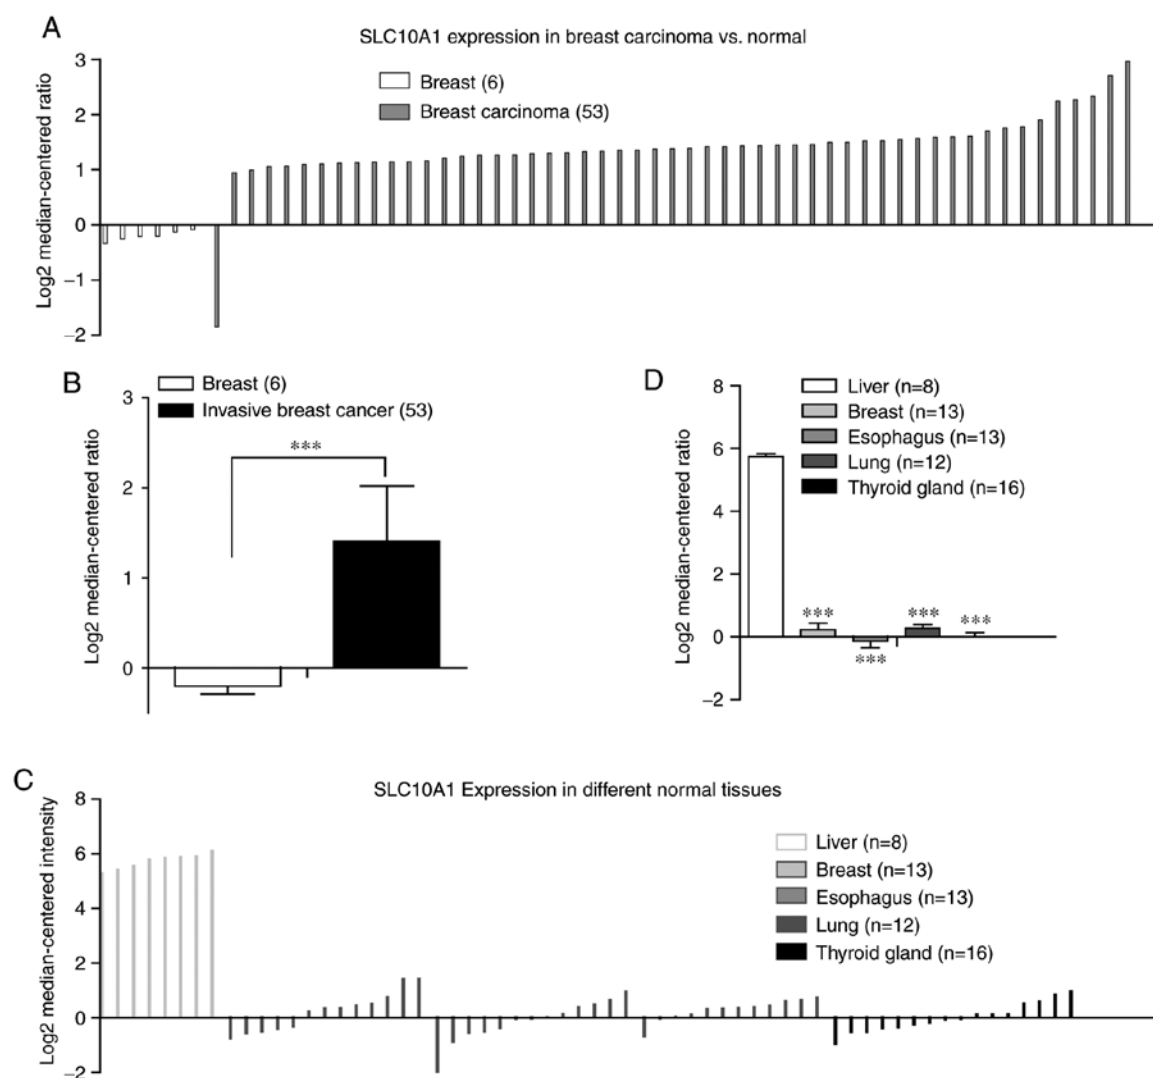 A
SLC10A1 expression in breast carcinoma vs. normal
Log2 median-centered ratio
3
2
1
0
−1
−2
Breast (6)
Breast carcinoma (53)
B
Log2 median-centered ratio
3
2
1
0
Breast (6)
Invasive breast cancer (53)
***
D
Log2 median-centered ratio
8
6
4
2
0
−2
Liver (n=8)
Breast (n=13)
Esophagus (n=13)
Lung (n=12)
Thyroid gland (n=16)
***
***
***
***
C
SLC10A1 Expression in different normal tissues
Log2 median-centered intensity
8
6
4
2
0
−2
Liver (n=8)
Breast (n=13)
Esophagus (n=13)
Lung (n=12)
Thyroid gland (n=16)